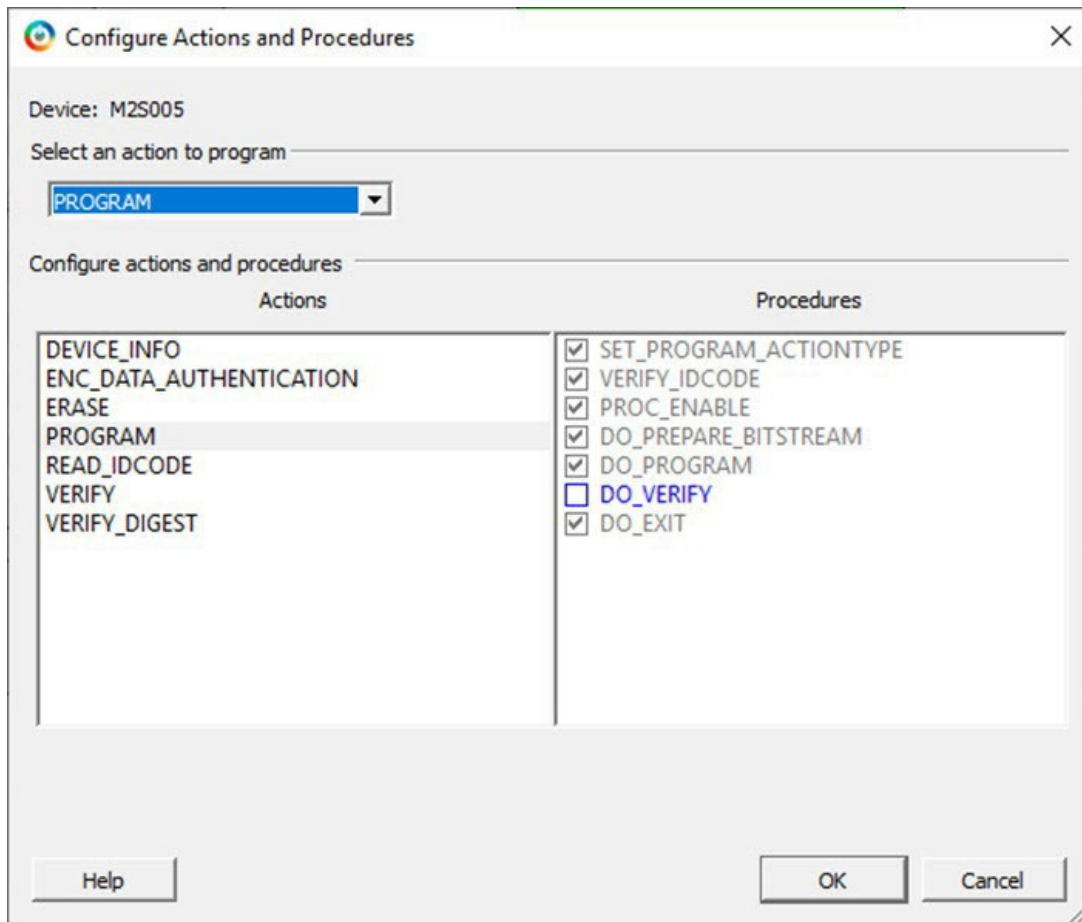 Configure Actions and Procedures
Device: M2S005
Select an action to program
PROGRAM
Configure actions and procedures
Actions
Procedures
DEVICE_INFO
ENC_DATA_AUTHENTICATION
ERASE
PROGRAM
READ_IDCODE
VERIFY
VERIFY_DIGEST
SET_PROGRAM_ACTIONTYPE
VERIFY_IDCODE
PROC_ENABLE
DO_PREPARE_BITSTREAM
DO_PROGRAM
DO_VERIFY
DO_EXIT
Help
OK
Cancel